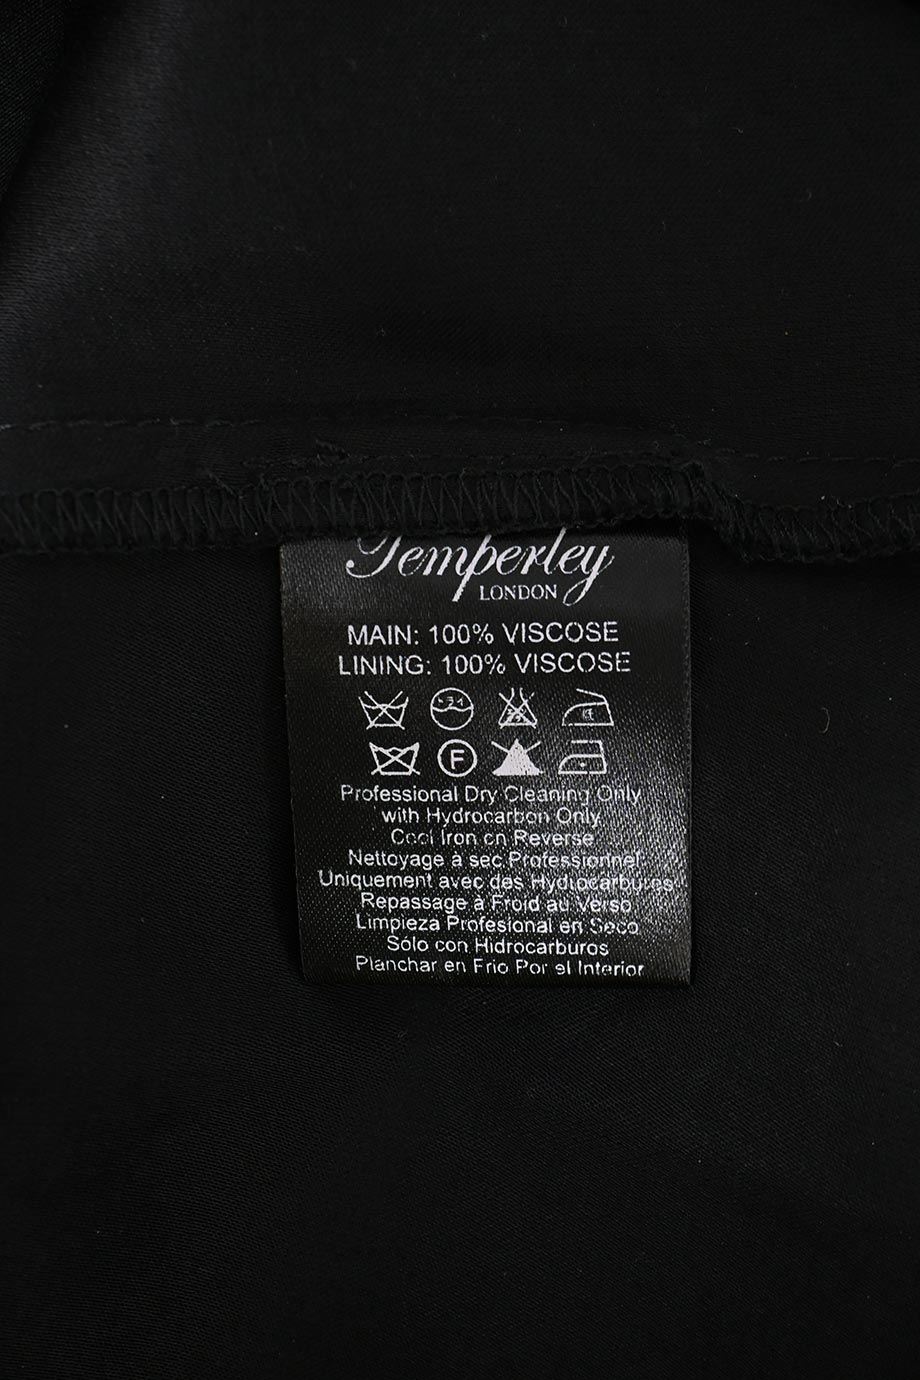 Temperley
LONDON
MAIN: 100% VISCOSE
LINING: 100% VISCOSE
F
Professional Dry Cleaning Only
with Hydrocarbon Only
Cool Iron on Reverse
Nettoyage à sec Professionnel
Uniquement avec des Hydrocarbures
Repassage à Froid au Verso
Limpieza Profesional en Seco
Sólo con Hidrocarburos
Planchar en Frio Por el Interior